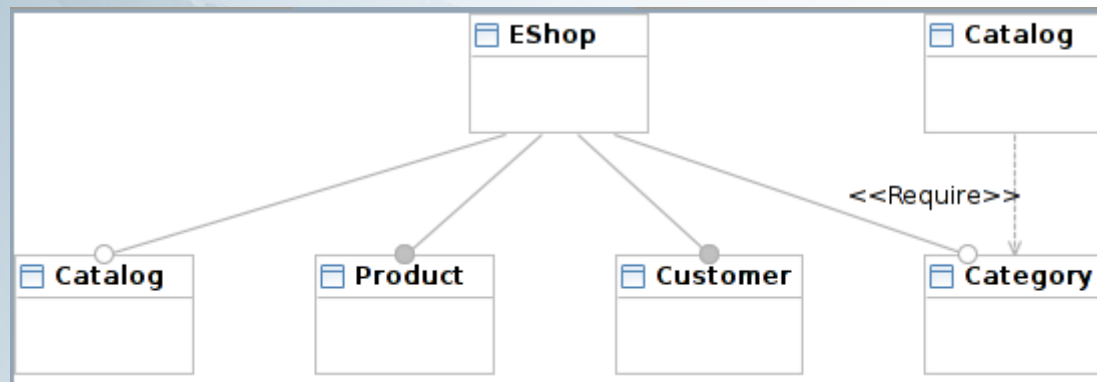 EShop
Catalog
<<Require>>
Catalog
Product
Customer
Category